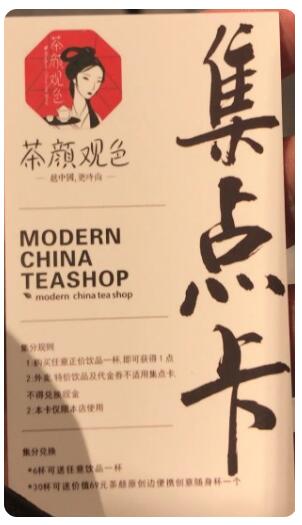 茶颜观色
茶颜观色
越中国,更时尚
MODERN
CHINA
TEASHOP
modern china tea shop
集点卡
集分规则
1.购买任意正价饮品一杯,即可获得1点
2.外卖、特价饮品及代金券不适用集点卡,
不得兑换现金
2.本卡仅限本店使用
集分兑换
*6杯可送任意饮品一杯
*30杯可送价值69元茶颜原创边便携创意随身杯一个